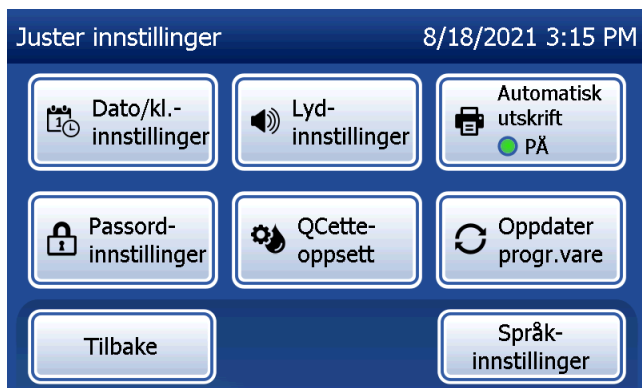 Juster innstillinger 8/18/2021 3:15 PM
Dato/kl.-
innstillinger
Lyd-
innstillinger
Automatisk
utskrift
PÄ
Passord-
innstillinger
QCette-
oppsett
Oppdater
progr.vare
Tilbake
Språk-
innstillinger